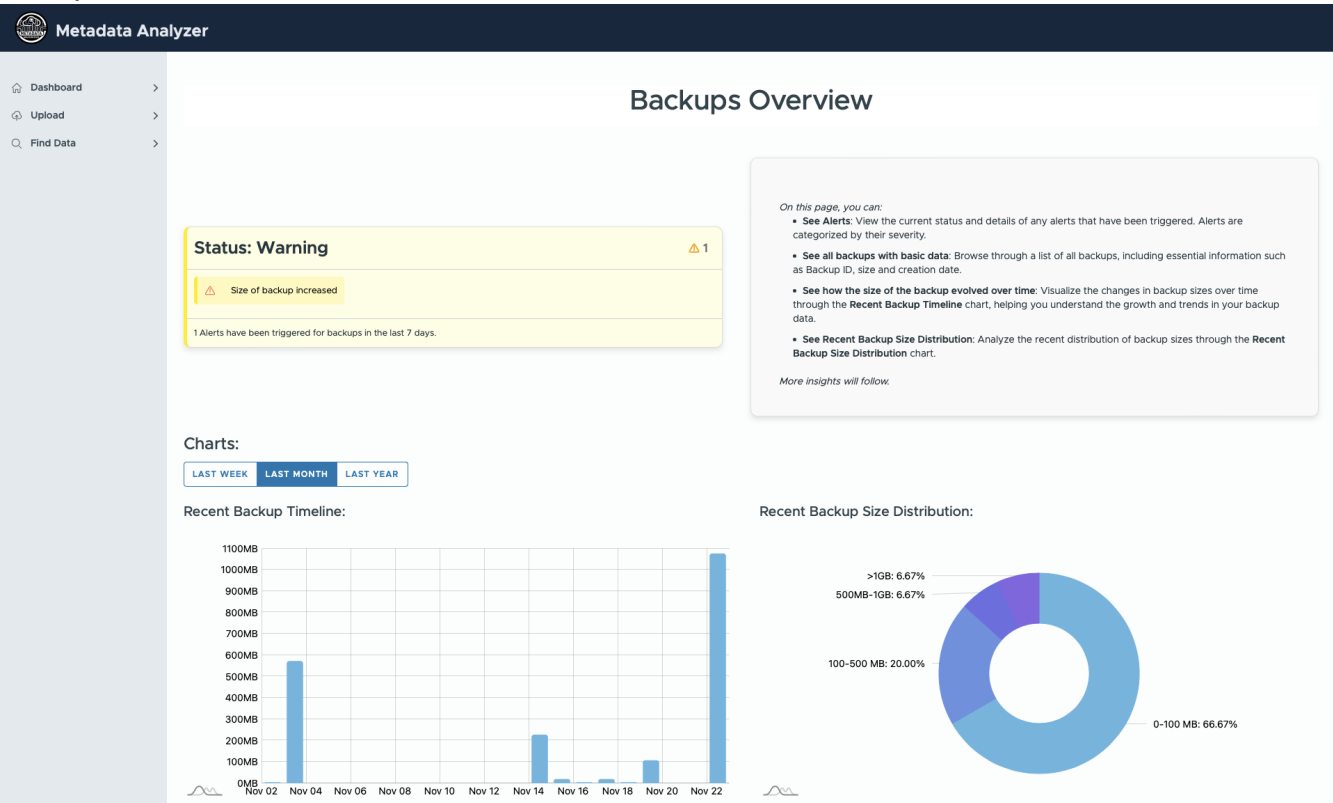 Metadata Analyzer
Dashboard
Upload
Find Data
Backups Overview
Status: Warning
1
Size of backup increased
1 Alerts have been triggered for backups in the last 7 days.
On this page, you can:
• See Alerts: View the current status and details of any alerts that have been triggered. Alerts are
categorized by their severity.
• See all backups with basic data: Browse through a list of all backups, including essential information such
as Backup ID, size and creation date.
• See how the size of the backup evolved over time: Visualize the changes in backup sizes over time
through the Recent Backup Timeline chart, helping you understand the growth and trends in your backup
data.
• See Recent Backup Size Distribution: Analyze the recent distribution of backup sizes through the Recent
Backup Size Distribution chart.
More insights will follow.
Charts:
LAST WEEK LAST MONTH LAST YEAR
Recent Backup Timeline:
1100MB
1000MB
900MB
800MB
700MB
600MB
500MB
400MB
300MB
200MB
100MB
0MB
Nov 02 Nov 04 Nov 06 Nov 08 Nov 10 Nov 12 Nov 14 Nov 16 Nov 18 Nov 20 Nov 22
Recent Backup Size Distribution:
>1GB: 6.67%
500MB-1GB: 6.67%
100-500 MB: 20.00%
0-100 MB: 66.67%